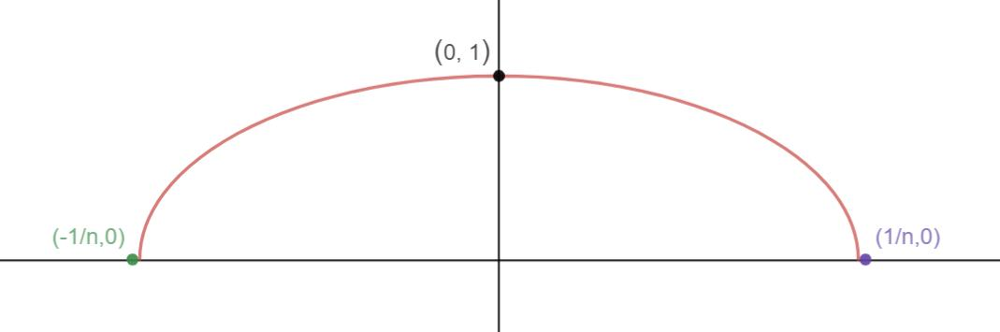 (0, 1)
(-1/n,0)
(1/n,0)